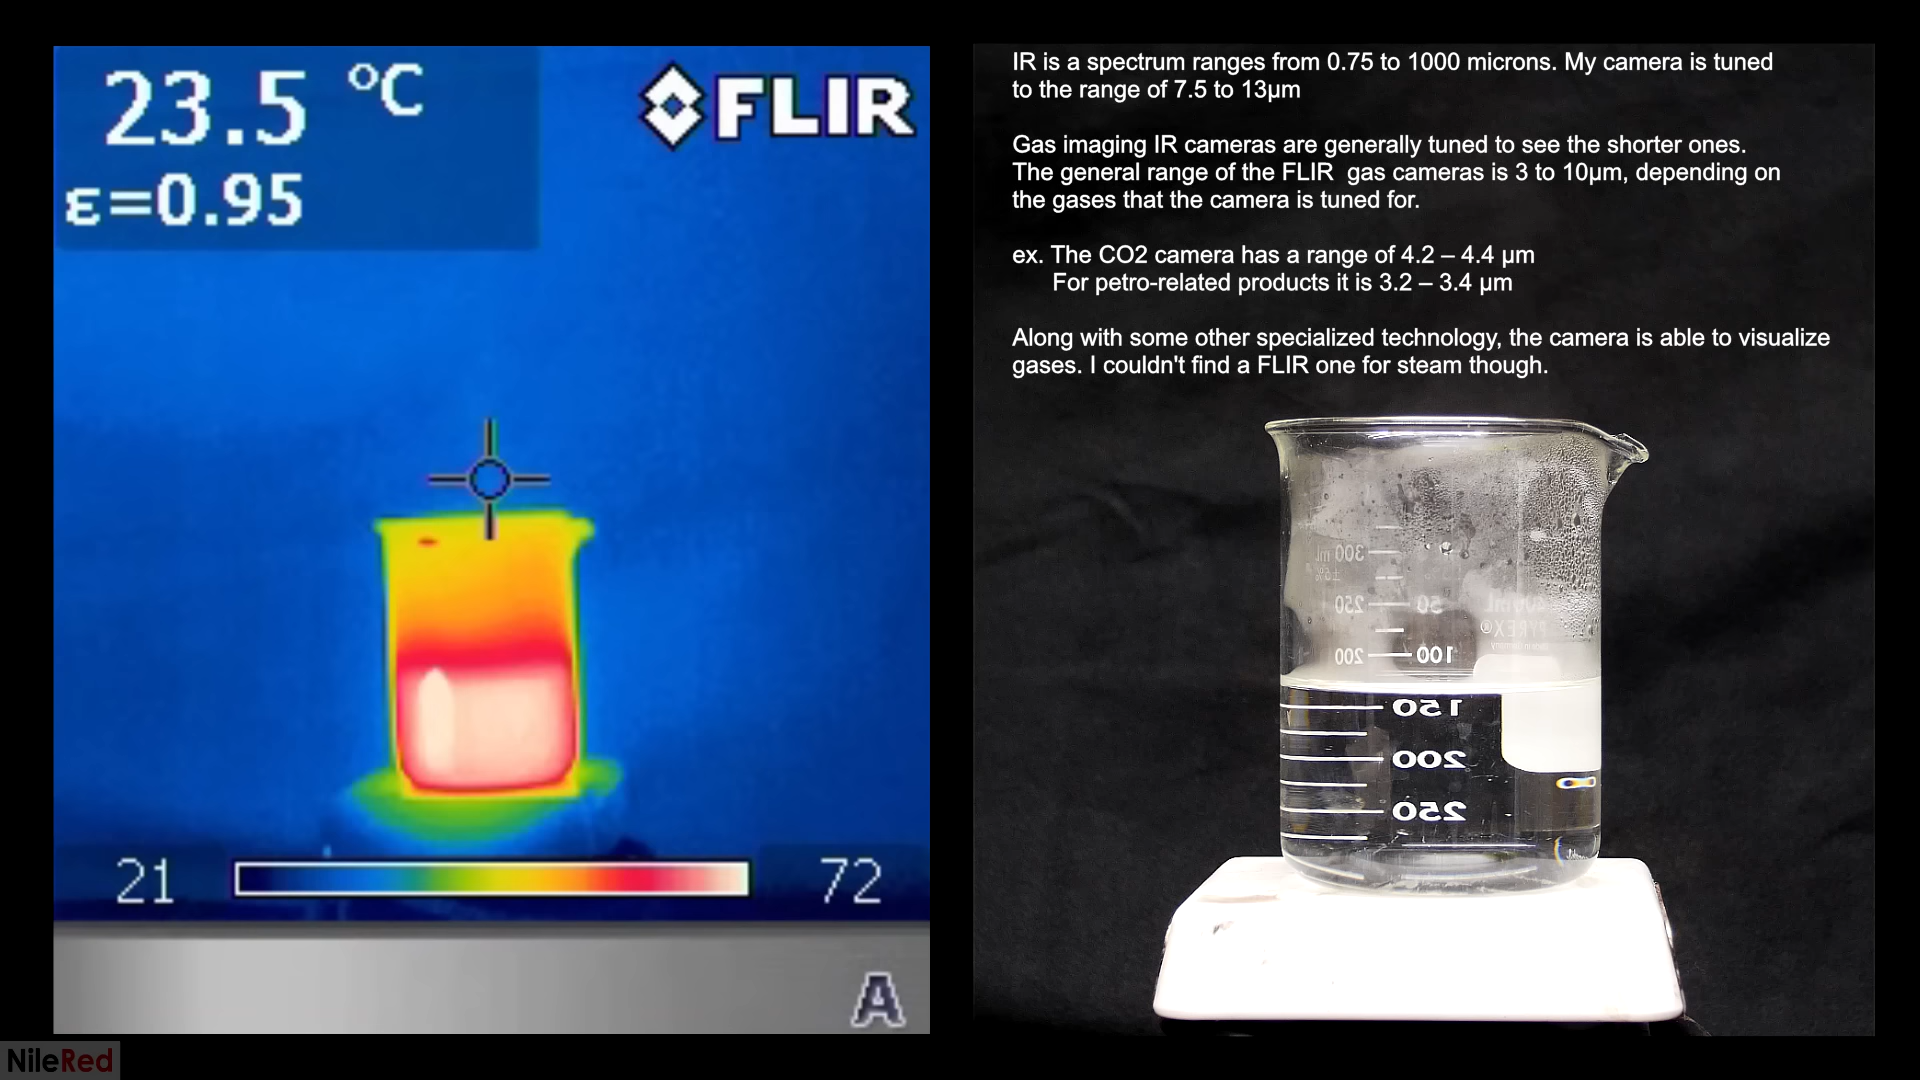 23.5 °C
FLIR
ε=0.95
21
72
A
IR is a spectrum ranges from 0.75 to 1000 microns. My camera is tuned
to the range of 7.5 to 13µm
Gas imaging IR cameras are generally tuned to see the shorter ones.
The general range of the FLIR gas cameras is 3 to 10µm, depending on
the gases that the camera is tuned for.
ex. The CO2 camera has a range of 4.2 – 4.4 µm
For petro-related products it is 3.2 – 3.4 µm
Along with some other specialized technology, the camera is able to visualize
gases. I couldn't find a FLIR one for steam though.
300 mL
±5%
250 50
400 mL
PYREX®
200 100
150
200
250
NileRed